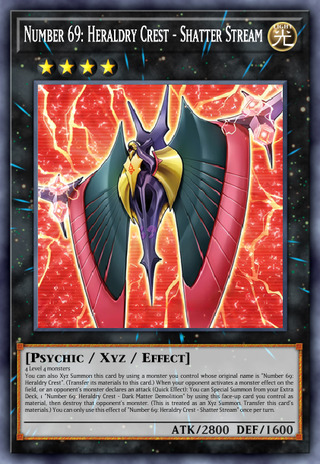 Number 69: Heraldry Crest - Shatter Stream
LIGHT
光
[Psychic / Xyz / Effect]
4 Level 4 monsters
You can also Xyz Summon this card by using a monster you control whose original name is "Number 69:
Heraldry Crest". (Transfer its materials to this card.) When your opponent activates a monster effect on the
field, or an opponent's monster declares an attack (Quick Effect): You can Special Summon from your Extra
Deck, 1 "Number 69: Heraldry Crest - Dark Matter Demolition" by using this face-up card you control as
material, then destroy that opponent's monster. (This is treated as an Xyz Summon. Transfer this card's
materials.) You can only use this effect of "Number 69: Heraldry Crest - Shatter Stream" once per turn.
ATK/2800 DEF/1600